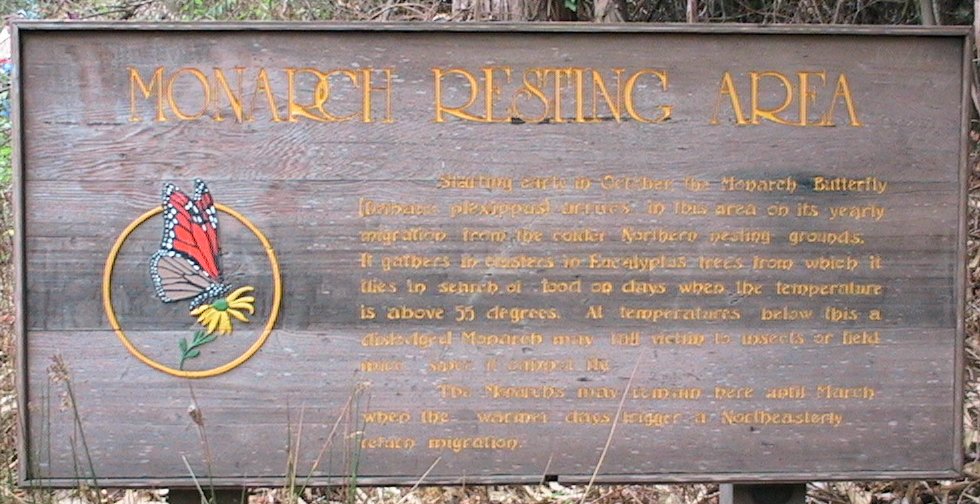 MONARCH RESTING AREA
Starting early in October, the Monarch Butterfly
(Danaus plexippus) arrives in this area on its yearly
migration from the colder Northern nesting grounds.
It gathers in clusters in Eucalyptus trees from which it
flies in search of food on days when the temperature
is above 55 degrees. At temperatures below this a
dislodged Monarch may fall victim to insects or field
mice since it cannot fly.
The Monarchs may remain here until March
when the warmer days trigger a Northeasterly
return migration.